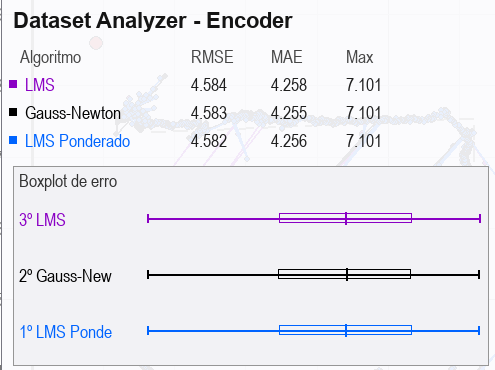 Dataset Analyzer - Encoder
Algoritmo RMSE MAE Max
LMS 4.584 4.258 7.101
Gauss-Newton 4.583 4.255 7.101
LMS Ponderado 4.582 4.256 7.101
Boxplot de erro
3º LMS
2º Gauss-New
1º LMS Ponde